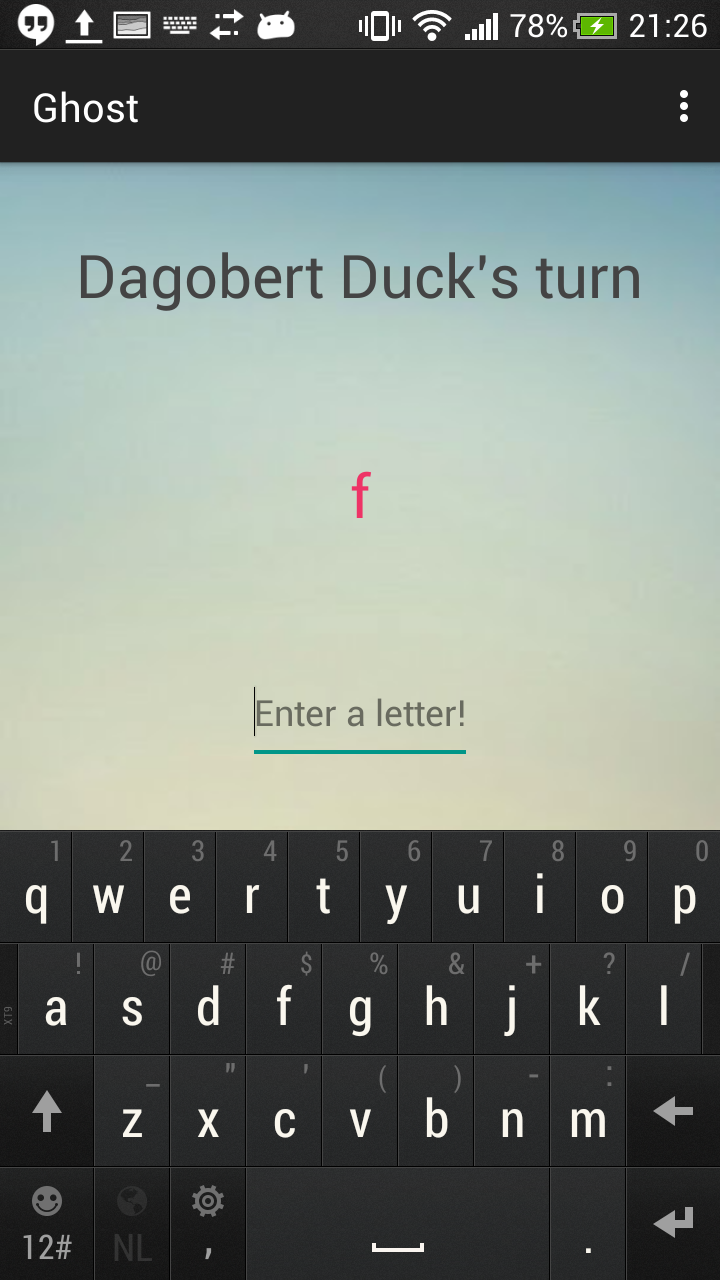 78% 21:26
Ghost
Dagobert Duck's turn
f
Enter a letter!
1 2 3 4 5 6 7 8 9 0
q w e r t y u i o p
! @ # $ % & + ? /
XT9 a s d f g h j k l
_ " ' ( ) - :
z x c v b n m
12# NL , .